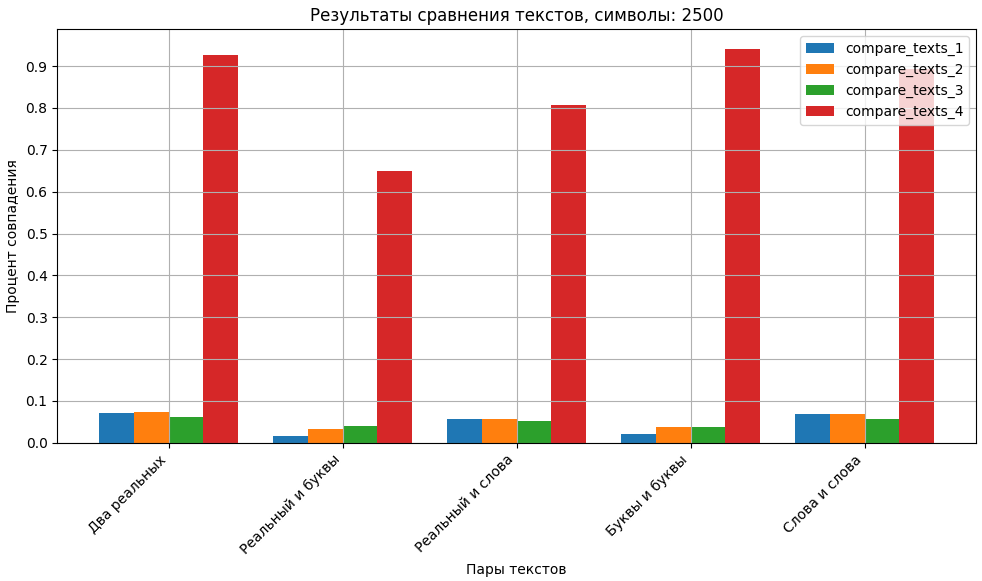 Результаты сравнения текстов, символы: 2500
compare_texts_1
compare_texts_2
compare_texts_3
compare_texts_4
Процент совпадения
0.9
0.8
0.7
0.6
0.5
0.4
0.3
0.2
0.1
0.0
Два реальных
Реальный и буквы
Реальный и слова
Буквы и буквы
Слова и слова
Пары текстов